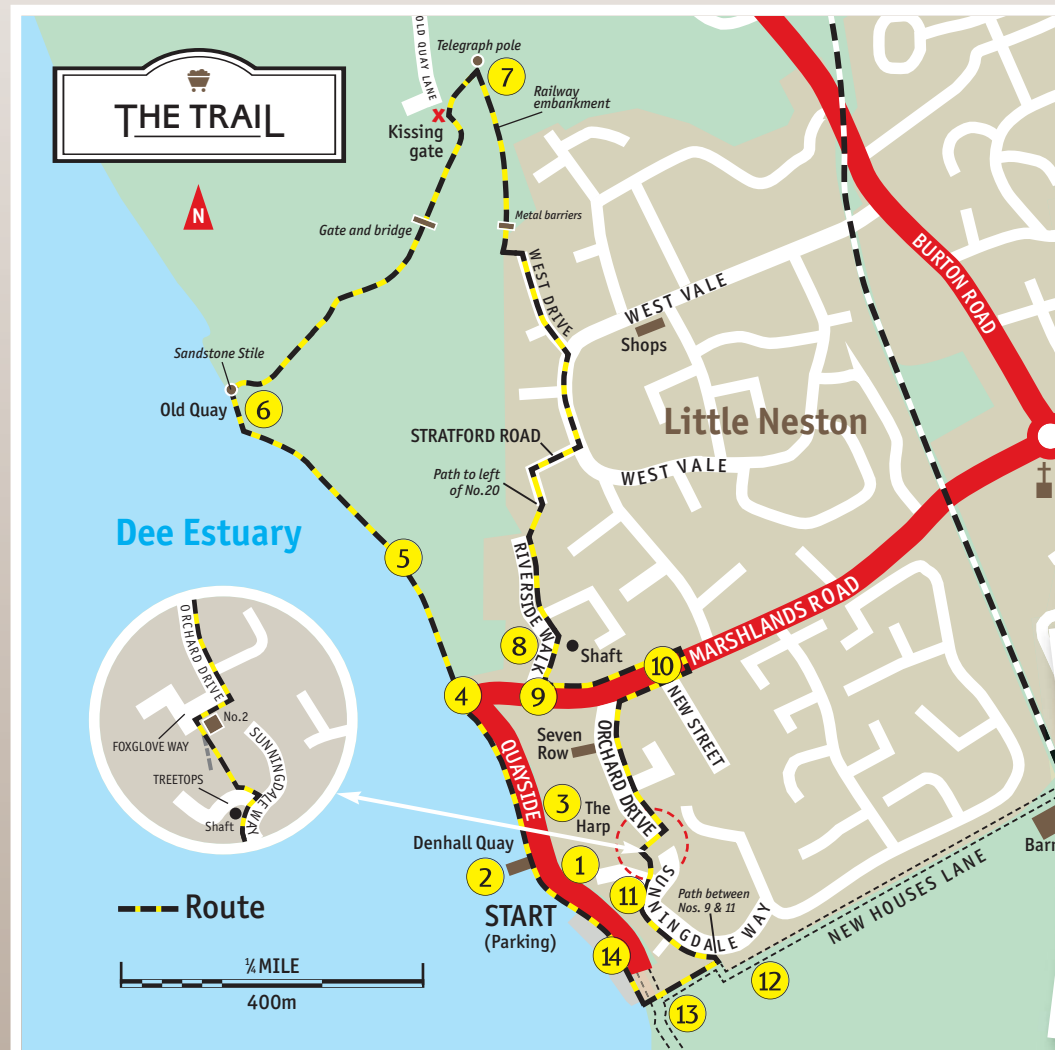 THE TRAIL
N
OLD QUAY LANE
Telegraph pole
7
Railway
embankment
Kissing
gate
x
Gate and bridge
Metal barriers
WEST DRIVE
WEST VALE
Shops
BURTON ROAD
Sandstone Stile
Old Quay
6
STRATFORD ROAD
Little Neston
WEST VALE
Path to left
of No.20
Dee Estuary
5
RIVERSIDE WALK
8
Shaft
MARSHLANDS ROAD
10
4
9
NEW STREET
QUAYSIDE
Seven
Row
ORCHARD DRIVE
3
The
Harp
Denhall Quay
2
1
START
(Parking)
11
SUNNINGDALE WAY
Path between
Nos. 9 & 11
NEW HOUSES LANE
Barn
14
12
13
ORCHARD DRIVE
No.2
FOXGLOVE WAY
SUNNINGDALE WAY
TREETOPS
Shaft
Route
¼ MILE
400m